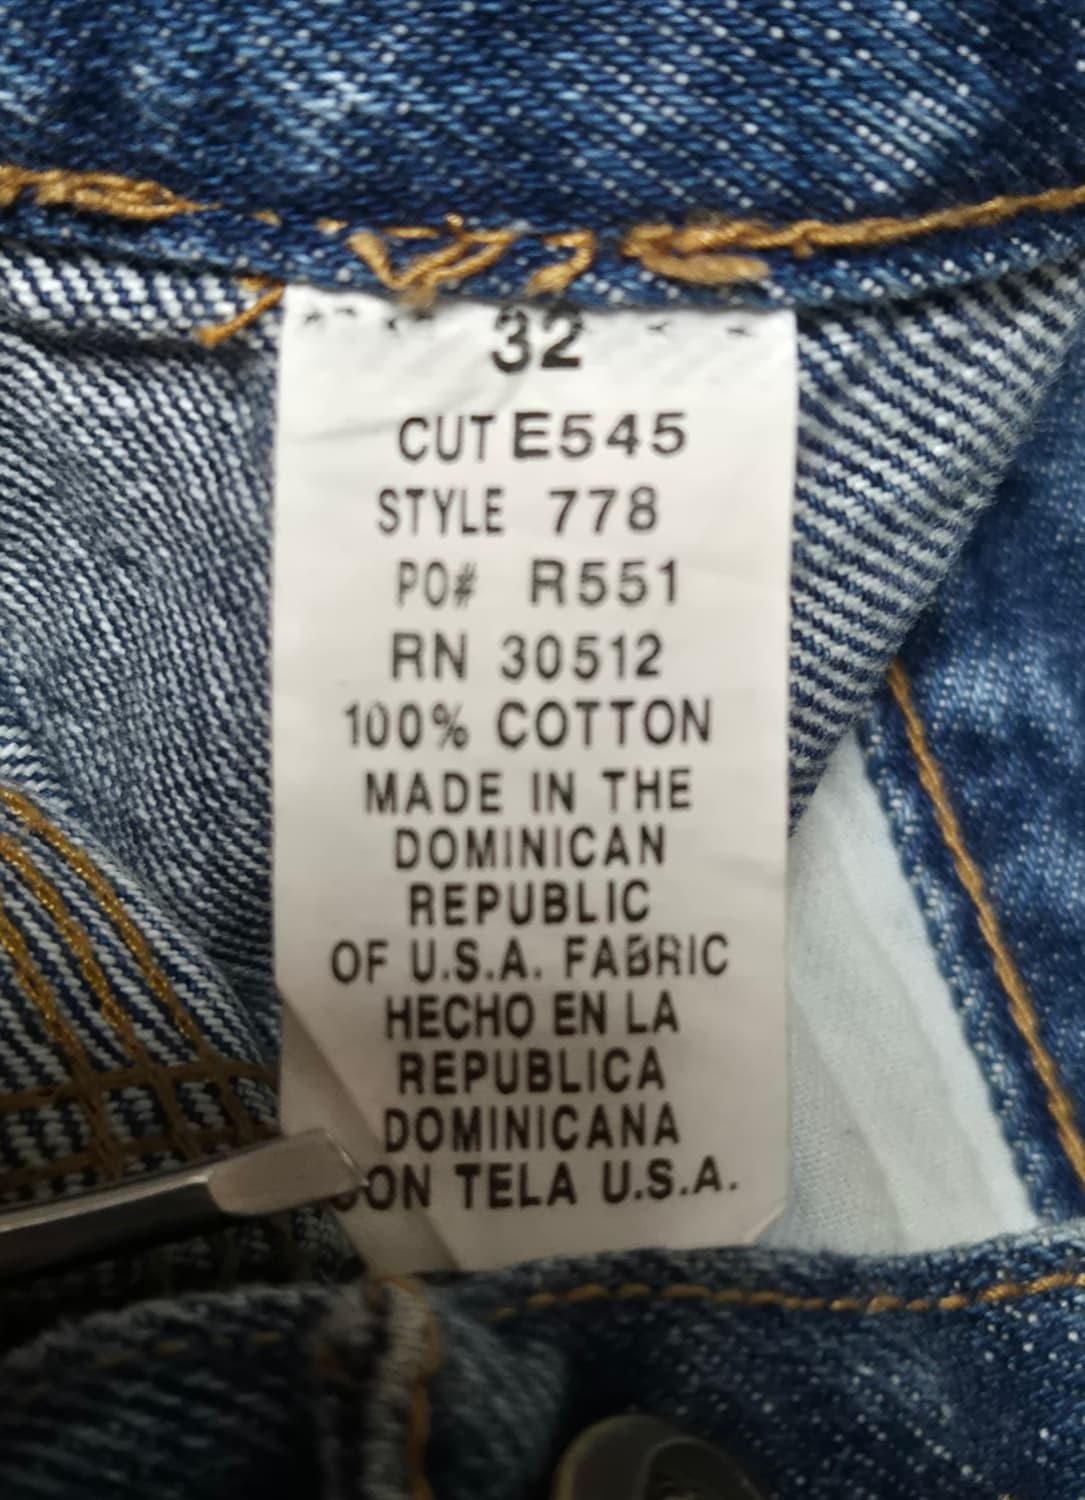 32
CUT E545
STYLE 778
PO# R551
RN 30512
100% COTTON
MADE IN THE
DOMINICAN
REPUBLIC
OF U.S.A. FABRIC
HECHO EN LA
REPUBLICA
DOMINICANA
CON TELA U.S.A.